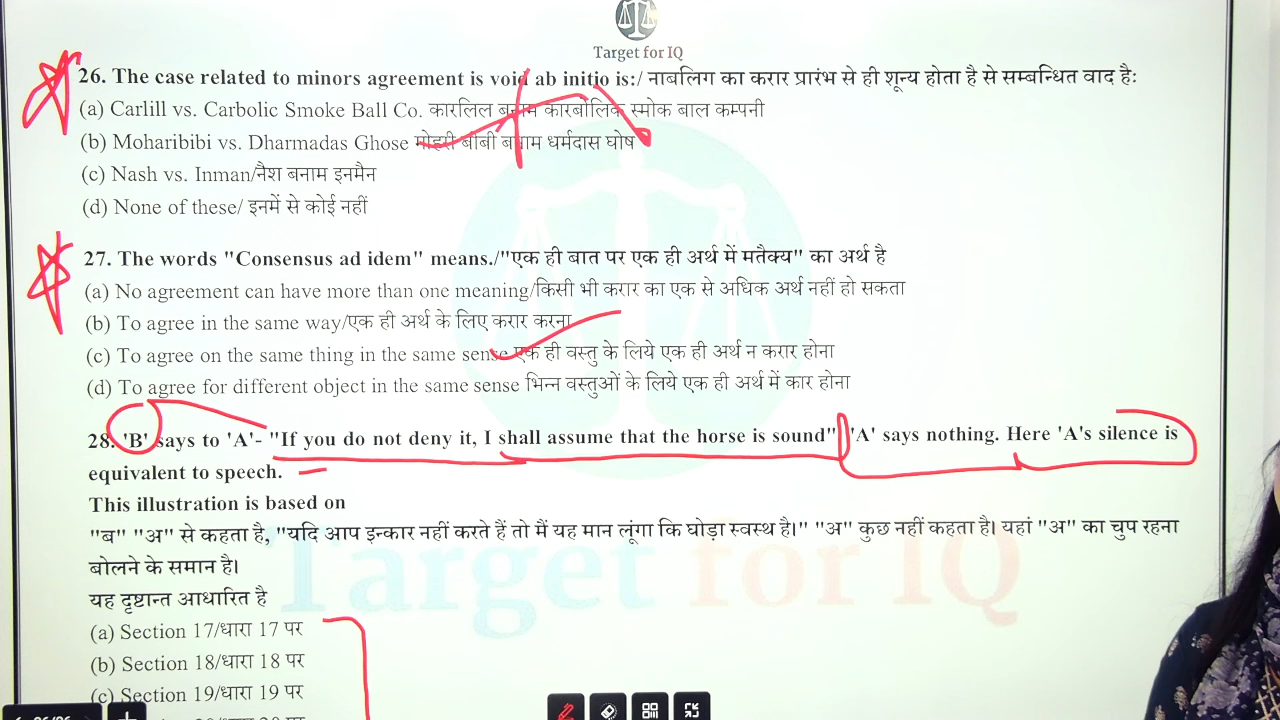 Target for IQ
26. The case related to minors agreement is void ab initio is:/ नाबलिग का करार प्रारंभ से ही शून्य होता है से सम्बन्धित वाद है:
(a) Carlill vs. Carbolic Smoke Ball Co. कारलिल बनाम कारबोलिक स्मोक बाल कम्पनी
(b) Moharibibi vs. Dharmadas Ghose मोहरी बीबी बनाम धर्मदास घोष
(c) Nash vs. Inman/नैश बनाम इनमैन
(d) None of these/ इनमें से कोई नहीं
27. The words "Consensus ad idem" means./"एक ही बात पर एक ही अर्थ में मतैक्य" का अर्थ है
(a) No agreement can have more than one meaning/किसी भी करार का एक से अधिक अर्थ नहीं हो सकता
(b) To agree in the same way/एक ही अर्थ के लिए करार करना
(c) To agree on the same thing in the same sense एक ही वस्तु के लिये एक ही अर्थ न करार होना
(d) To agree for different object in the same sense भिन्न वस्तुओं के लिये एक ही अर्थ में कार होना
28. 'B' says to 'A'- "If you do not deny it, I shall assume that the horse is sound" 'A' says nothing. Here 'A's silence is
equivalent to speech.
This illustration is based on
"ब" "अ" से कहता है, "यदि आप इन्कार नहीं करते हैं तो मैं यह मान लूंगा कि घोड़ा स्वस्थ है।" "अ" कुछ नहीं कहता है। यहां "अ" का चुप रहना
बोलने के समान है।
यह दृष्टान्त आधारित है
Target for IQ
(a) Section 17/धारा 17 पर
(b) Section 18/धारा 18 पर
(c) Section 19/धारा 19 पर